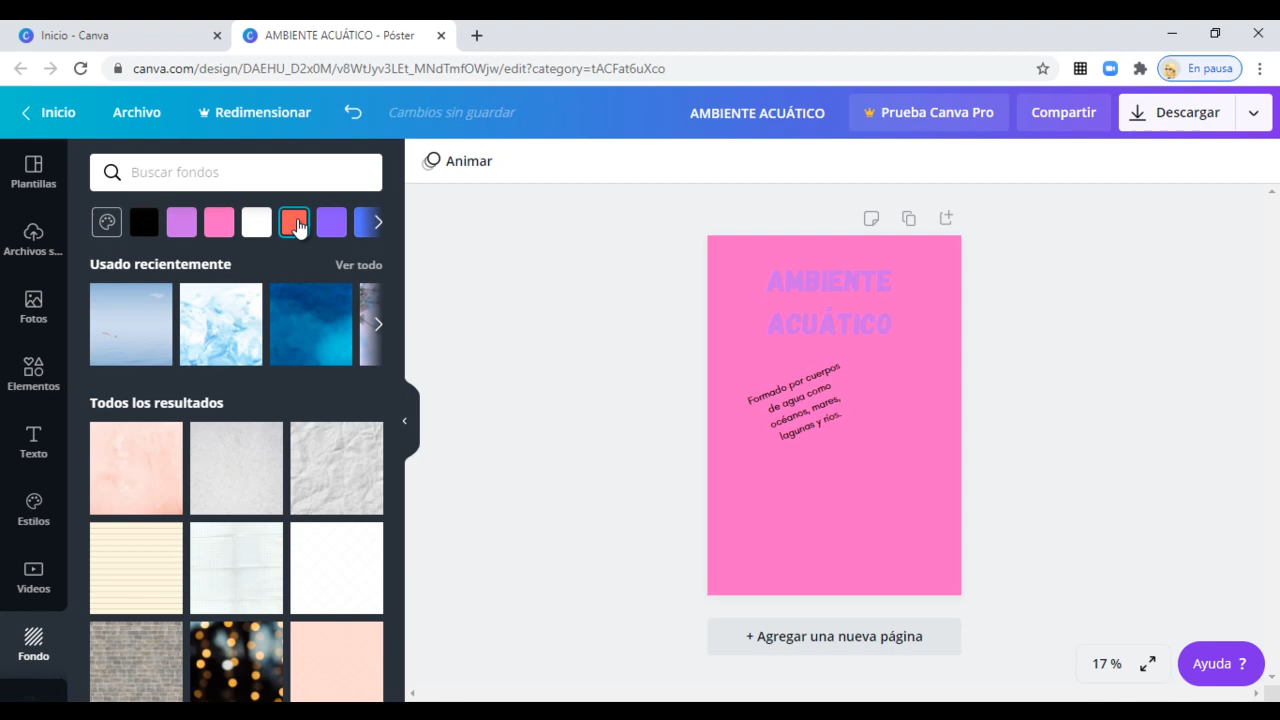 Inicio - Canva
AMBIENTE ACUÁTICO - Póster
canva.com/design/DAEHU_D2x0M/v8WtJyv3LEt_MNdTmfOWjw/edit?category=tACFat6uXco
En pausa
Inicio
Archivo
Redimensionar
Cambios sin guardar
AMBIENTE ACUÁTICO
Prueba Canva Pro
Compartir
Descargar
Plantillas
Archivos s...
Fotos
Elementos
Texto
Estilos
Videos
Fondo
Buscar fondos
Usado recientemente
Ver todo
Todos los resultados
Animar
AMBIENTE
ACUÁTICO
Formado por cuerpos
de agua como
océanos, mares,
lagunas y ríos.
+ Agregar una nueva página
17 %
Ayuda ?